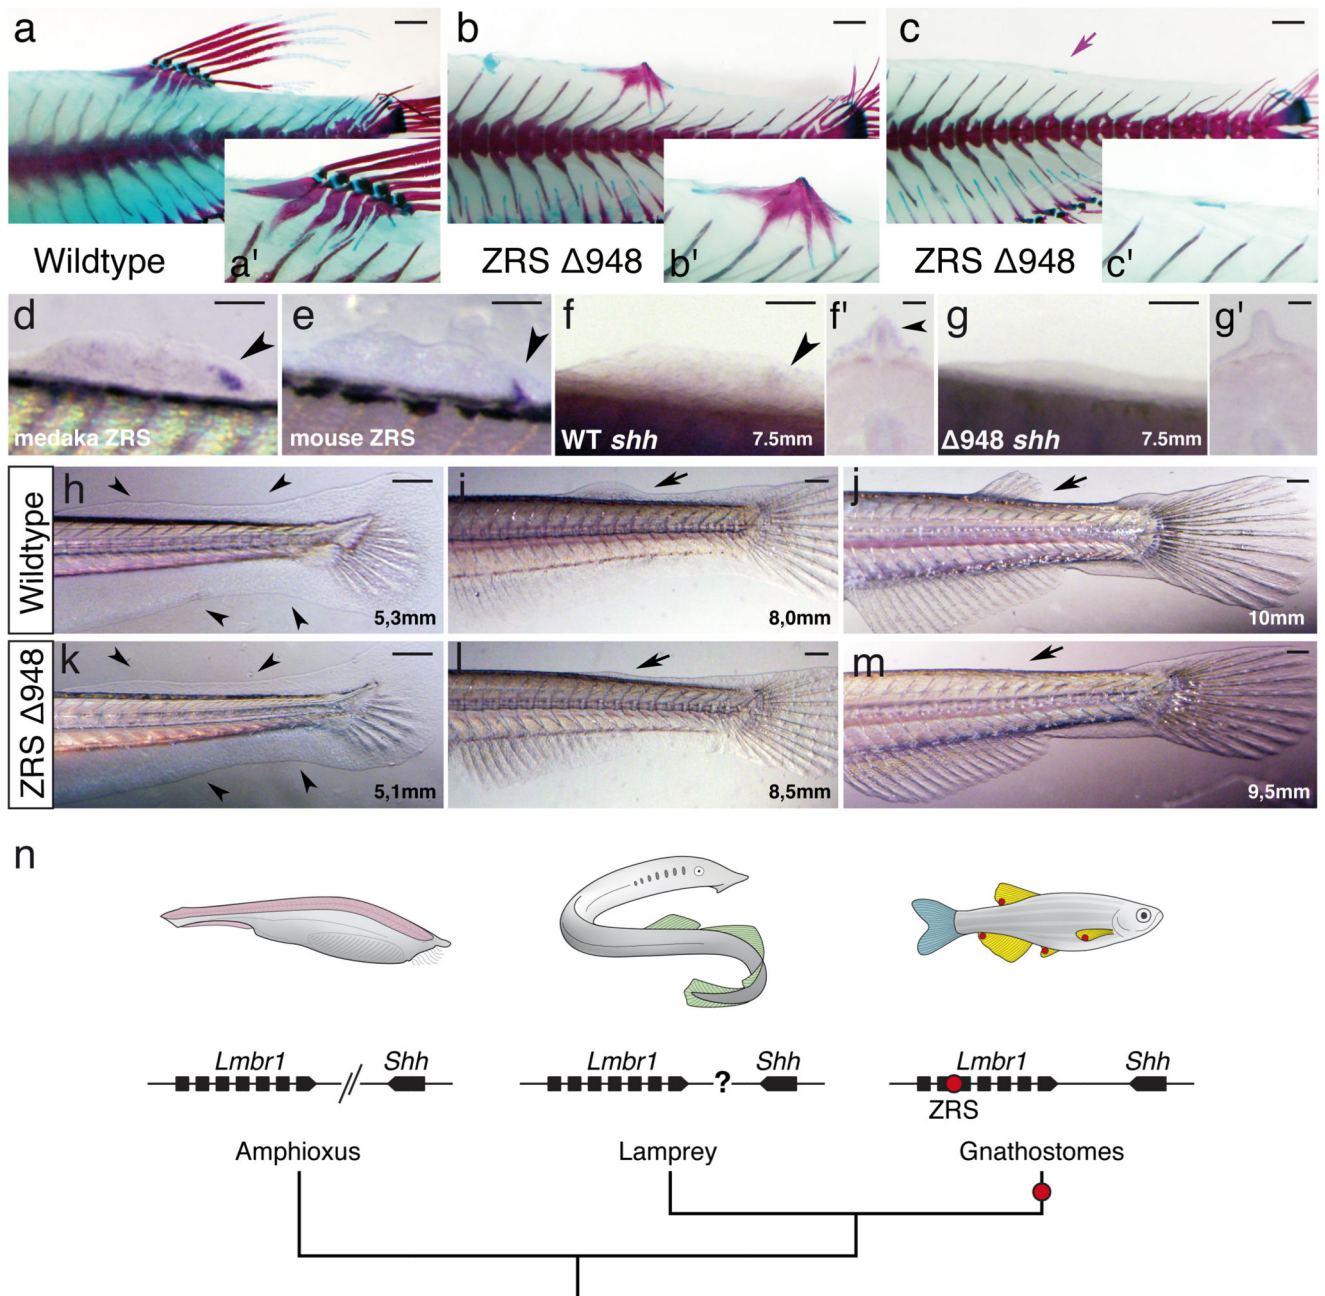 a
b
c
Wildtype
a'
ZRS Δ948
b'
ZRS Δ948
c'
d
e
f
f'
g
g'
medaka ZRS
mouse ZRS
WT shh
7.5mm
Δ948 shh
7.5mm
Wildtype
h
i
j
5,3mm
8,0mm
10mm
ZRS Δ948
k
l
m
5,1mm
8,5mm
9,5mm
n
Lmbr1
Shh
Lmbr1
Shh
Lmbr1
Shh
?
ZRS
Amphioxus
Lamprey
Gnathostomes